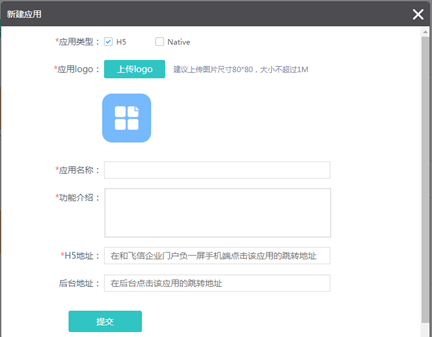 新建应用
*应用类型： H5 Native
*应用logo： 上传logo 建议上传图片尺寸80*80，大小不超过1M
*应用名称：
*功能介绍：
*H5地址： 在和飞信企业门户负一屏手机端点击该应用的跳转地址
后台地址： 在后台点击该应用的跳转地址
提交